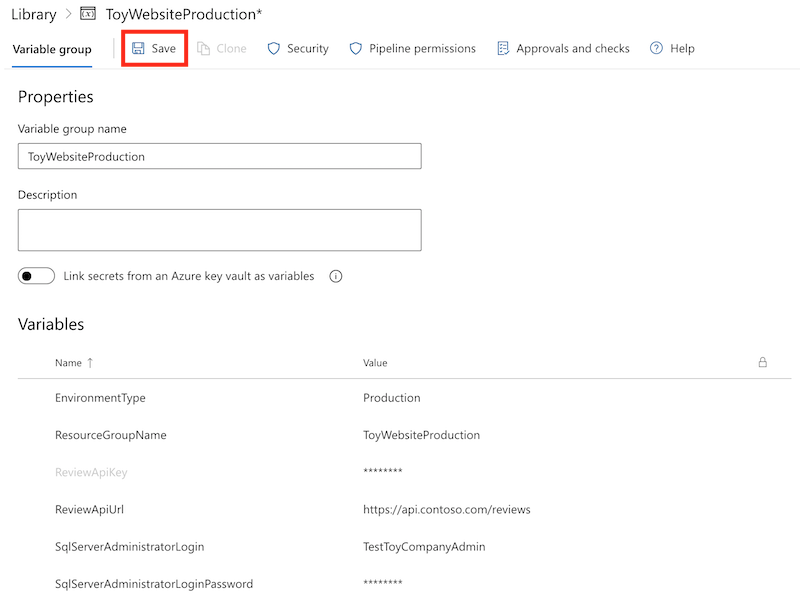 Library > ToyWebsiteProduction*
Variable group Save Clone Security Pipeline permissions Approvals and checks Help
Properties
Variable group name
ToyWebsiteProduction
Description
Link secrets from an Azure key vault as variables
Variables
Name ↑ Value
EnvironmentType Production
ResourceGroupName ToyWebsiteProduction
ReviewApiKey ********
ReviewApiUrl https://api.contoso.com/reviews
SqlServerAdministratorLogin TestToyCompanyAdmin
SqlServerAdministratorLoginPassword ********